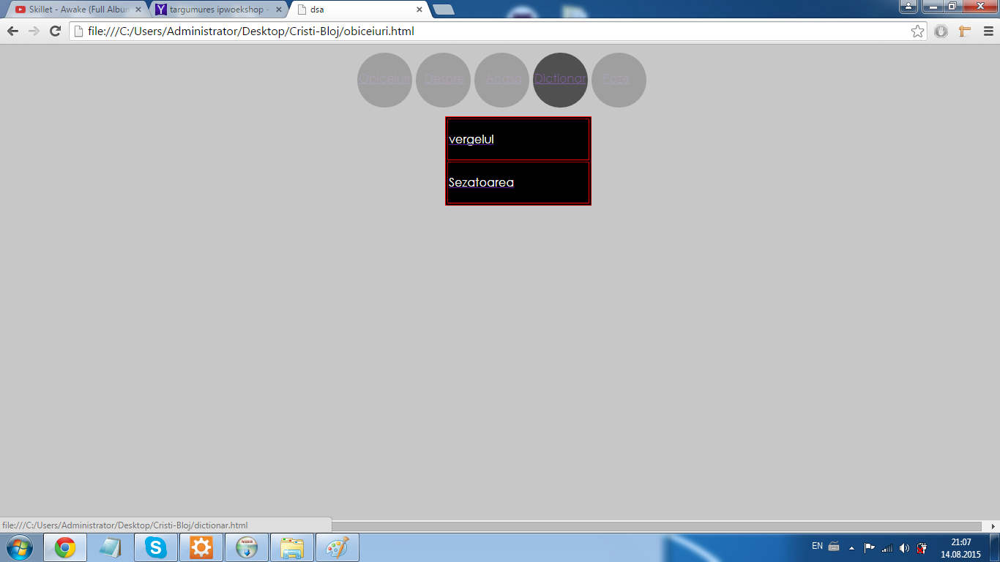 Skillet - Awake (Full Album
targumures ipwoekshop -
dsa
file:///C:/Users/Administrator/Desktop/Cristi-Bloj/obiceiuri.html
Obiceiuri Despre Acasa Dictionar Poze
vergelul
Sezatoarea
file:///C:/Users/Administrator/Desktop/Cristi-Bloj/dictionar.html
EN
21:07
14.08.2015